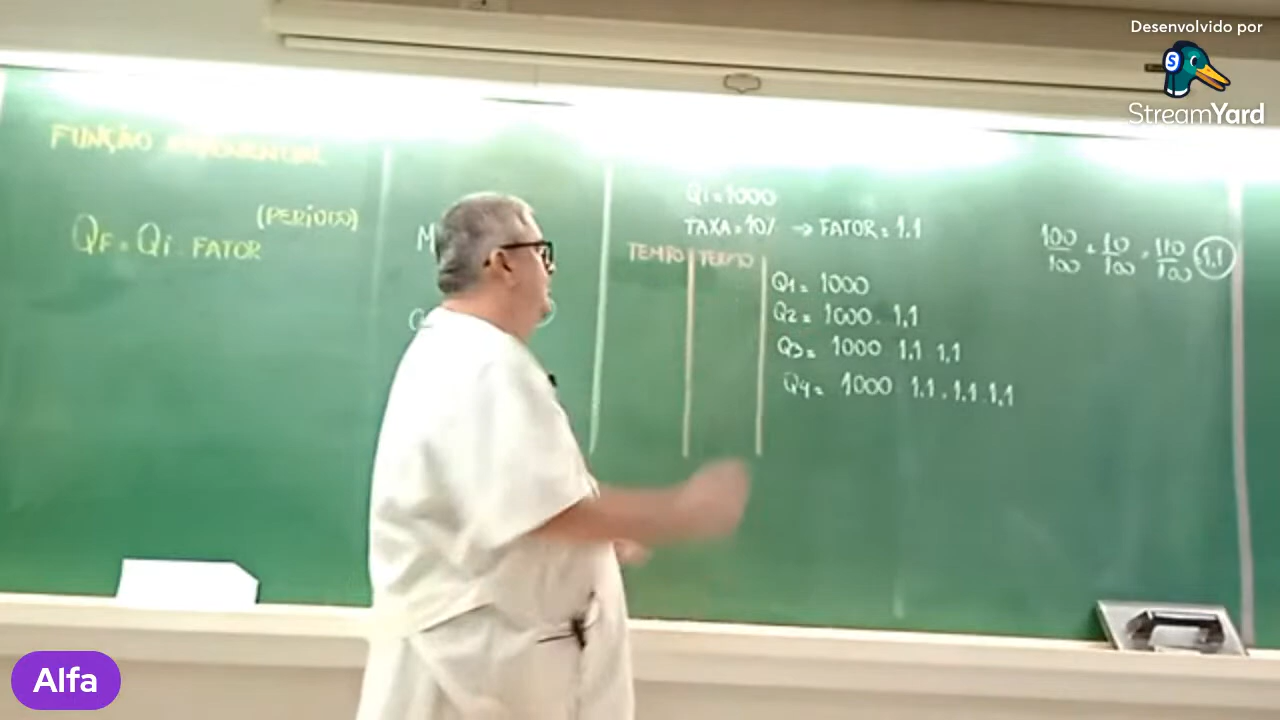 Desenvolvido por
StreamYard
FUNÇÃO EXPONENCIAL
(PERÍODO)
QF = Qi . FATOR
M
Qi = 1000
TAXA = 10% → FATOR = 1.1
TEMPO TERMO
Q1 = 1000
Q2 = 1000 . 1,1
Q3 = 1000 1.1 1,1
Q4 = 1000 . 1.1 . 1,1 . 1,1
100/100 + 10/100 = 110/100 = 1,1
Alfa